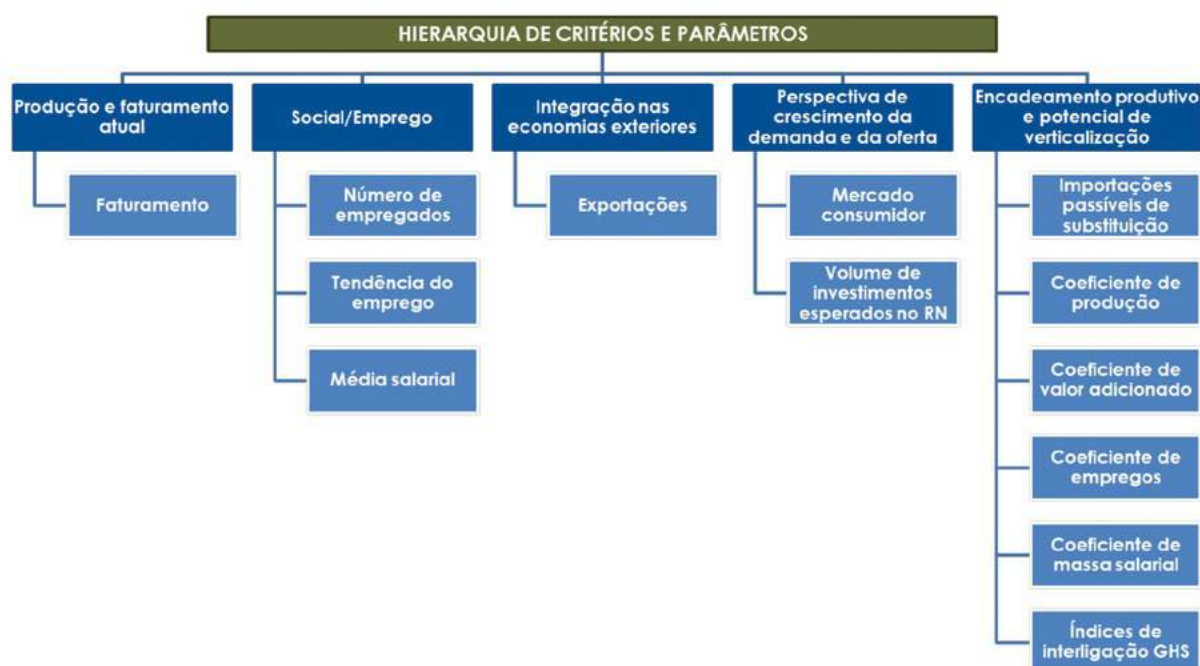 HIERARQUIA DE CRITÉRIOS E PARÂMETROS
Produção e faturamento
atual
Faturamento
Social/Emprego
Número de
empregados
Tendência do
emprego
Média salarial
Integração nas
economias exteriores
Exportações
Perspectiva de
crescimento da
demanda e da oferta
Mercado
consumidor
Volume de
investimentos
esperados no RN
Encadeamento produtivo
e potencial de
verticalização
Importações
passíveis de
substituição
Coeficiente de
produção
Coeficiente de
valor adicionado
Coeficiente de
empregos
Coeficiente de
massa salarial
Índices de
interligação GHS